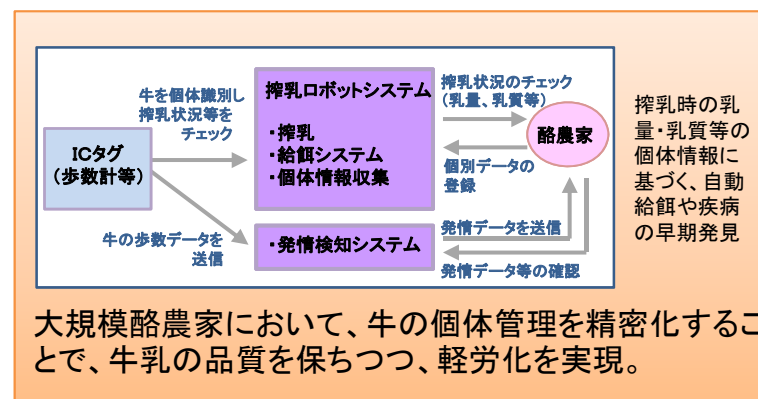 牛を個体識別し
搾乳状況等を
チェック
ICタグ
(歩数計等)
牛の歩数データを
送信
搾乳ロボットシステム
・搾乳
・給餌システム
・個体情報収集
・発情検知システム
搾乳状況のチェック
(乳量、乳質等)
酪農家
個別データの
登録
発情データを送信
発情データ等の確認
搾乳時の乳
量・乳質等の
個体情報に
基づく、自動
給餌や疾病
の早期発見
大規模酪農家において、牛の個体管理を精密化するこ
とで、牛乳の品質を保ちつつ、軽労化を実現。